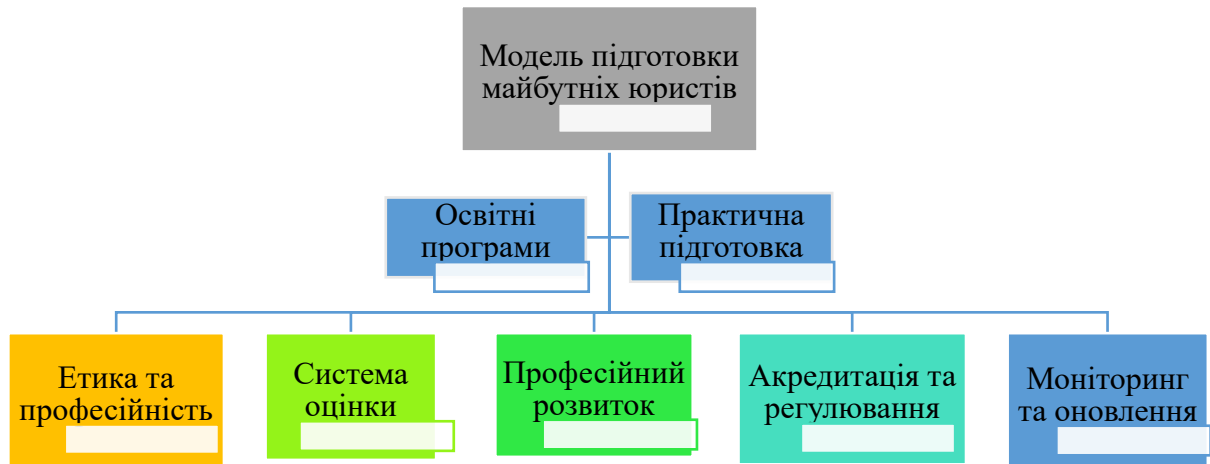 Модель підготовки
майбутніх юристів
Освітні
програми
Практична
підготовка
Етика та
професійність
Система
оцінки
Професійний
розвиток
Акредитація та
регулювання
Моніторинг
та оновлення